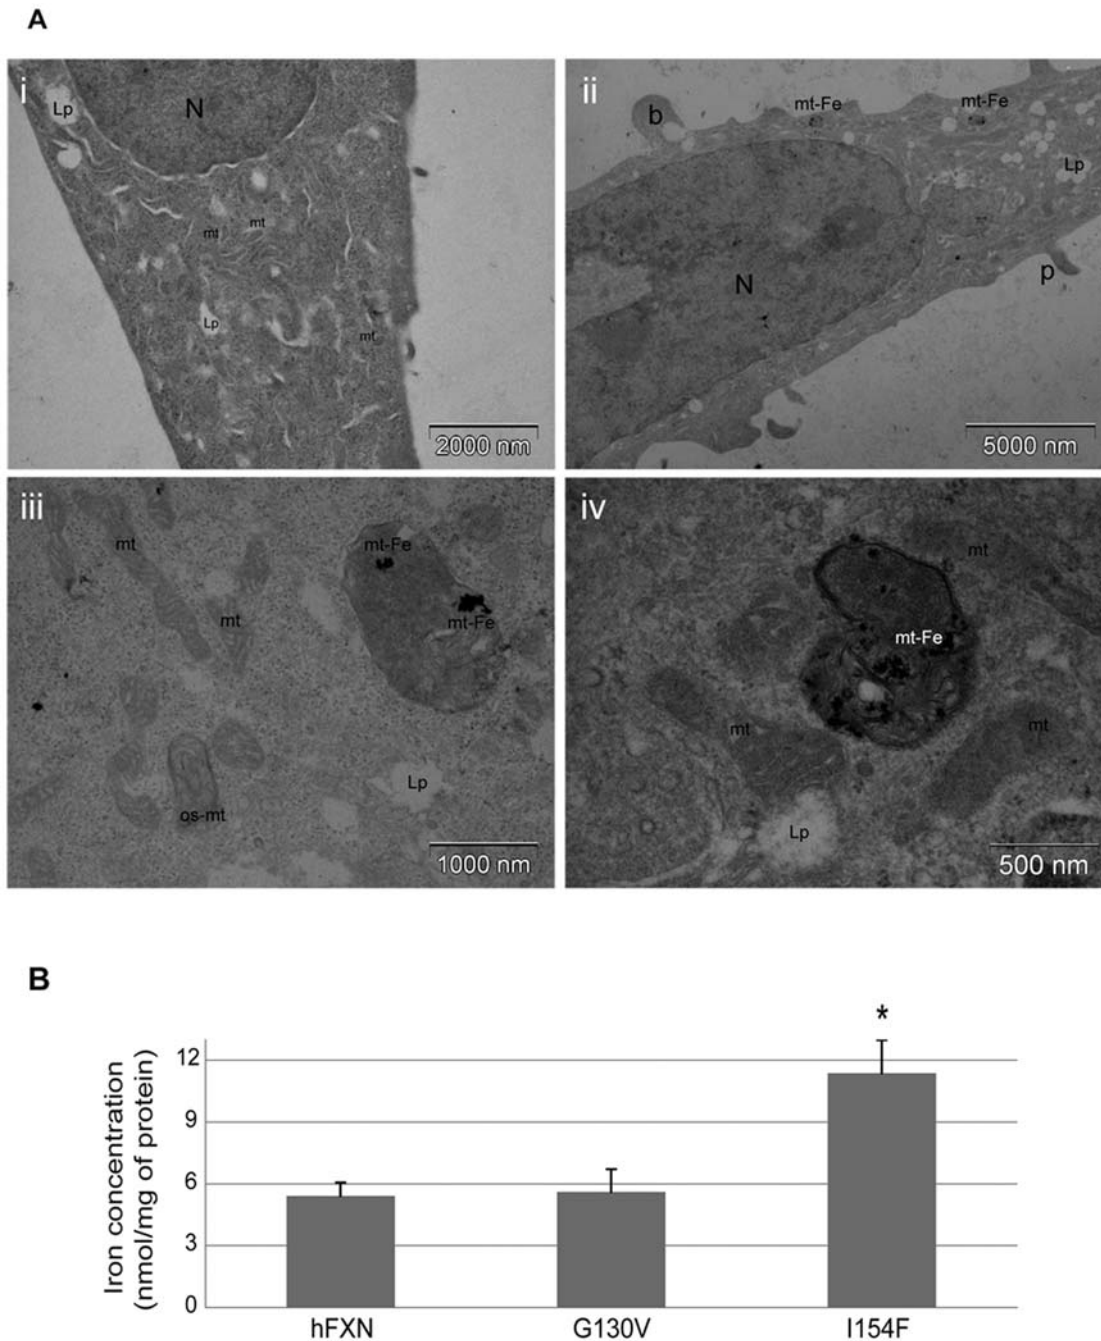 A
i
Lp
N
mt
mt
Lp
mt
2000 nm
ii
b
mt-Fe
mt-Fe
Lp
N
p
5000 nm
iii
mt
mt-Fe
mt-Fe
mt
Lp
os-mt
1000 nm
iv
mt
mt-Fe
mt
mt
Lp
500 nm
B
Iron concentration
(nmol/mg of protein)
12
9
6
3
0
*
hFXN
G130V
I154F